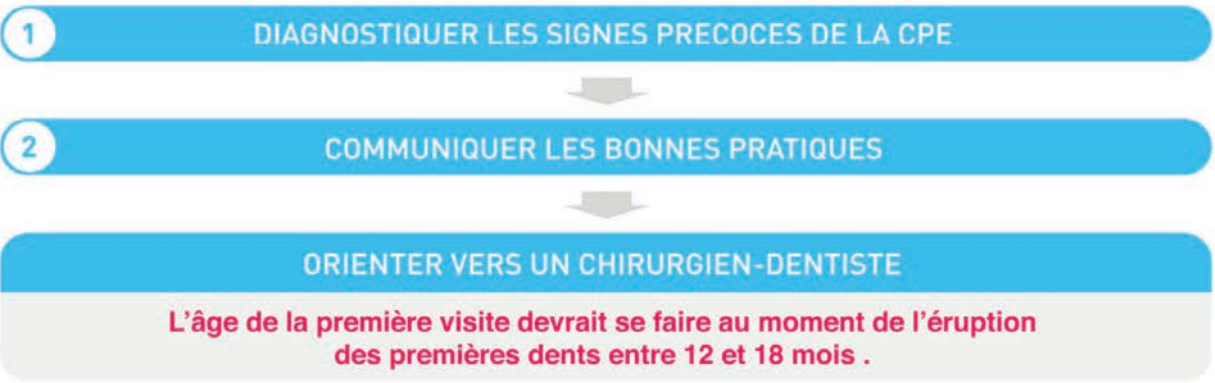 1
DIAGNOSTIQUER LES SIGNES PRECOCES DE LA CPE
2
COMMUNIQUER LES BONNES PRATIQUES
ORIENTER VERS UN CHIRURGIEN-DENTISTE
L'âge de la première visite devrait se faire au moment de l'éruption
des premières dents entre 12 et 18 mois .